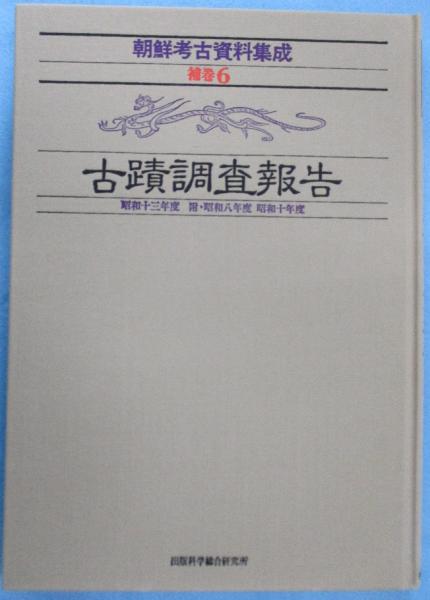 朝鮮考古資料集成
補巻6
古蹟調査報告
昭和十三年度 附・昭和八年度 昭和十年度
出版科学総合研究所